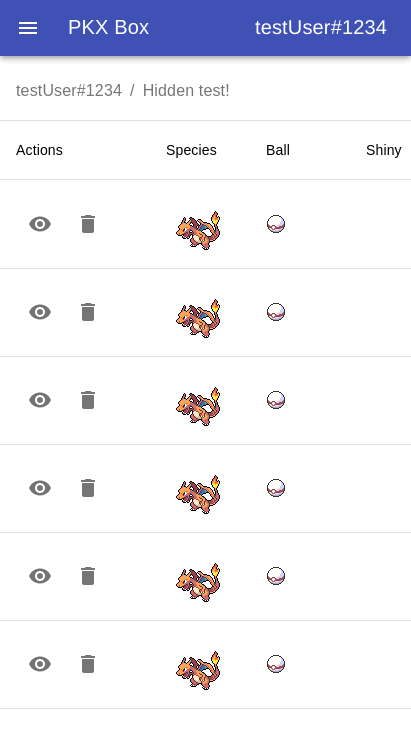 PKX Box testUser#1234
testUser#1234 / Hidden test!
Actions Species Ball Shiny